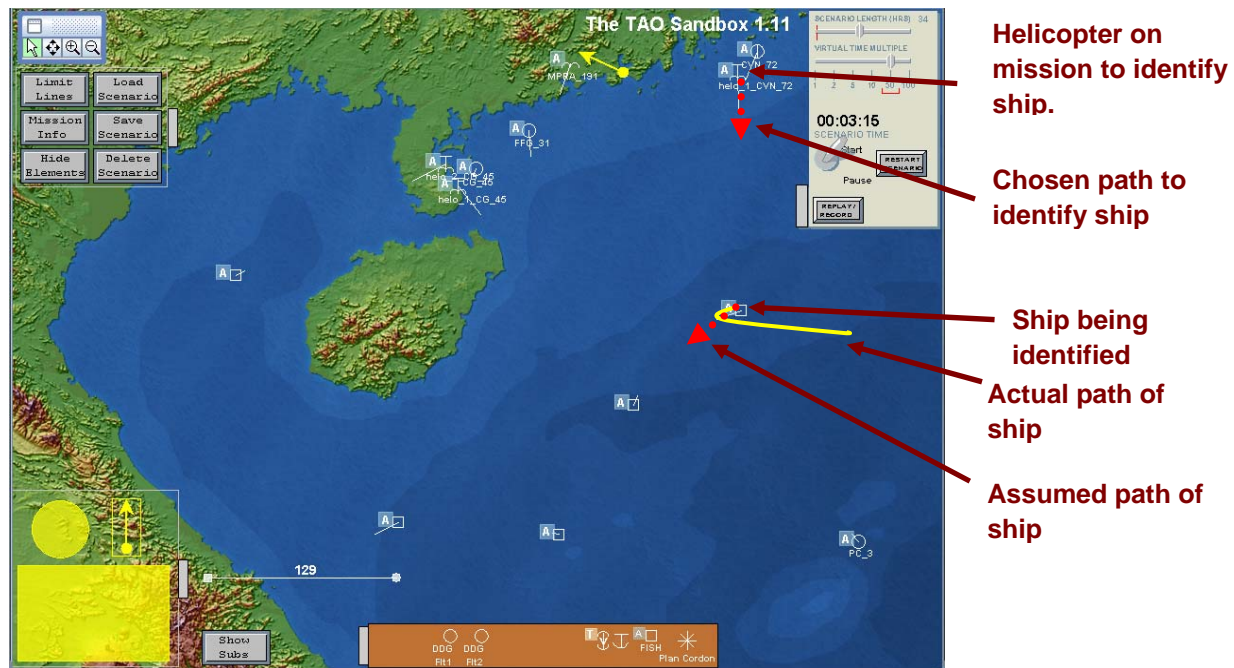 The TAO Sandbox 1.11
Limit
Lines
Load
Scenario
Mission
Info
Save
Scenario
Hide
Elements
Delete
Scenario
SCENARIO LENGTH (HRS) 34
VIRTUAL TIME MULTIPLE
00:03:15
SCENARIO TIME
Start
Pause
RESTART
SCENARIO
REPLAY/
RECORD
A
MPRA_191
A
CVN_72
A
helo_1_CVN_72
A
FFG_31
A
helo_2_CG_45
A
CG_45
A
helo_1_CG_45
A
A
A
A
A
A
PC_3
129
Show
Subs
DDG
Flt1
DDG
Flt2
T
A
FISH
Plan Cordon
Helicopter on
mission to identify
ship.
Chosen path to
identify ship
Ship being
identified
Actual path of
ship
Assumed path of
ship